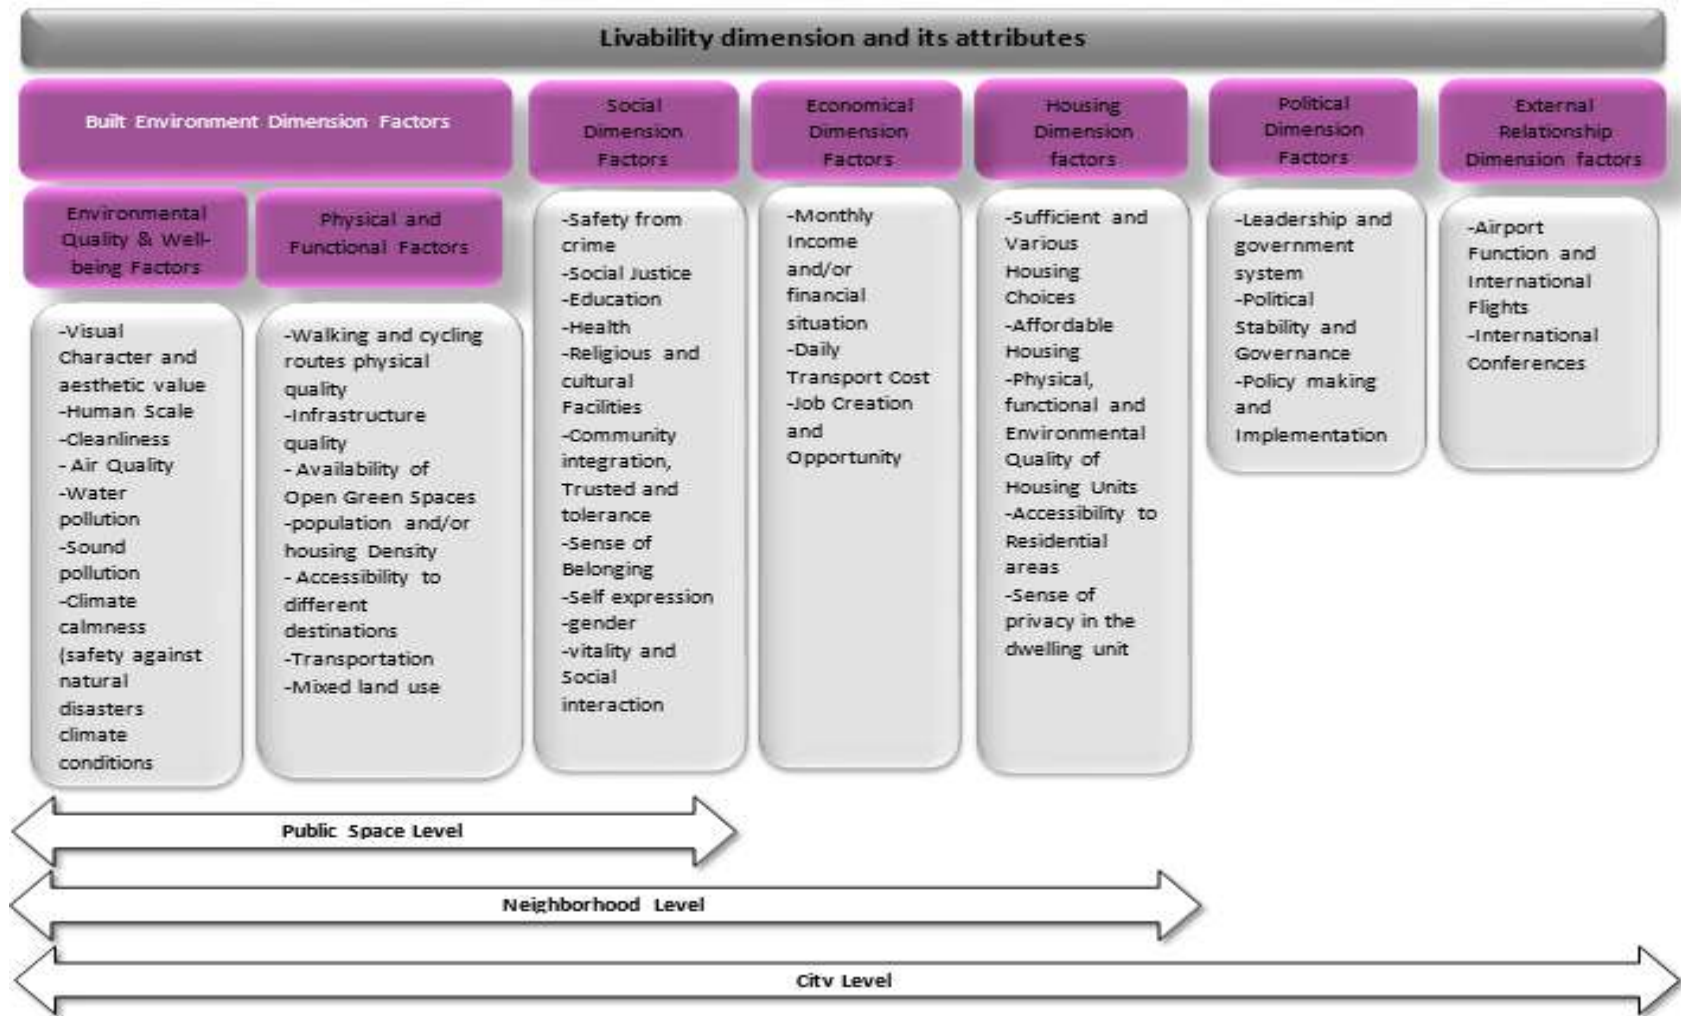 Livability dimension and its attributes
Built Environment Dimension Factors
Environmental
Quality & Well-
being Factors
-Visual
Character and
aesthetic value
-Human Scale
-Cleanliness
- Air Quality
-Water
pollution
-Sound
pollution
-Climate
calmness
(safety against
natural
disasters
climate
conditions
Physical and
Functional Factors
-Walking and cycling
routes physical
quality
-Infrastructure
quality
- Availability of
Open Green Spaces
-population and/or
housing Density
- Accessibility to
different
destinations
-Transportation
-Mixed land use
Social
Dimension
Factors
-Safety from
crime
-Social Justice
-Education
-Health
-Religious and
cultural
Facilities
-Community
integration,
Trusted and
tolerance
-Sense of
Belonging
-Self expression
-gender
-vitality and
Social
interaction
Economical
Dimension
Factors
-Monthly
Income
and/or
financial
situation
-Daily
Transport Cost
-Job Creation
and
Opportunity
Housing
Dimension
factors
-Sufficient and
Various
Housing
Choices
-Affordable
Housing
-Physical,
functional and
Environmental
Quality of
Housing Units
-Accessibility to
Residential
areas
-Sense of
privacy in the
dwelling unit
Political
Dimension
Factors
-Leadership and
government
system
-Political
Stability and
Governance
-Policy making
and
Implementation
External
Relationship
Dimension factors
-Airport
Function and
International
Flights
-International
Conferences
Public Space Level
Neighborhood Level
City Level